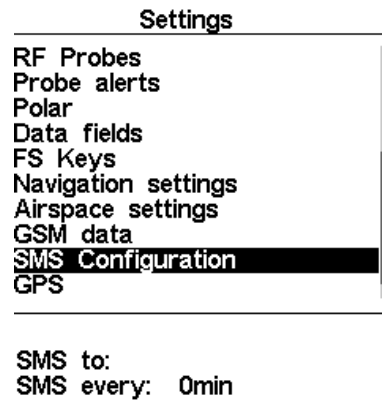 Settings
RF Probes
Probe alerts
Polar
Data fields
FS Keys
Navigation settings
Airspace settings
GSM data
SMS Configuration
GPS
SMS to:
SMS every: 0min